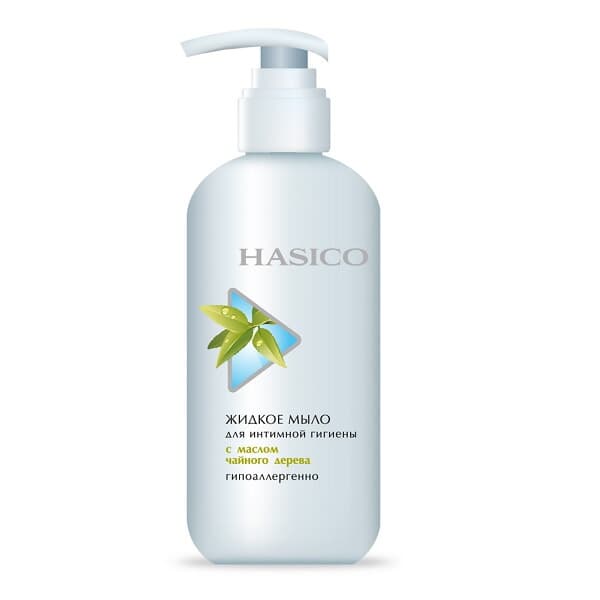 HASICO
ЖИДКОЕ МЫЛО
для интимной гигиены
с маслом
чайного дерева
гипоаллергенно